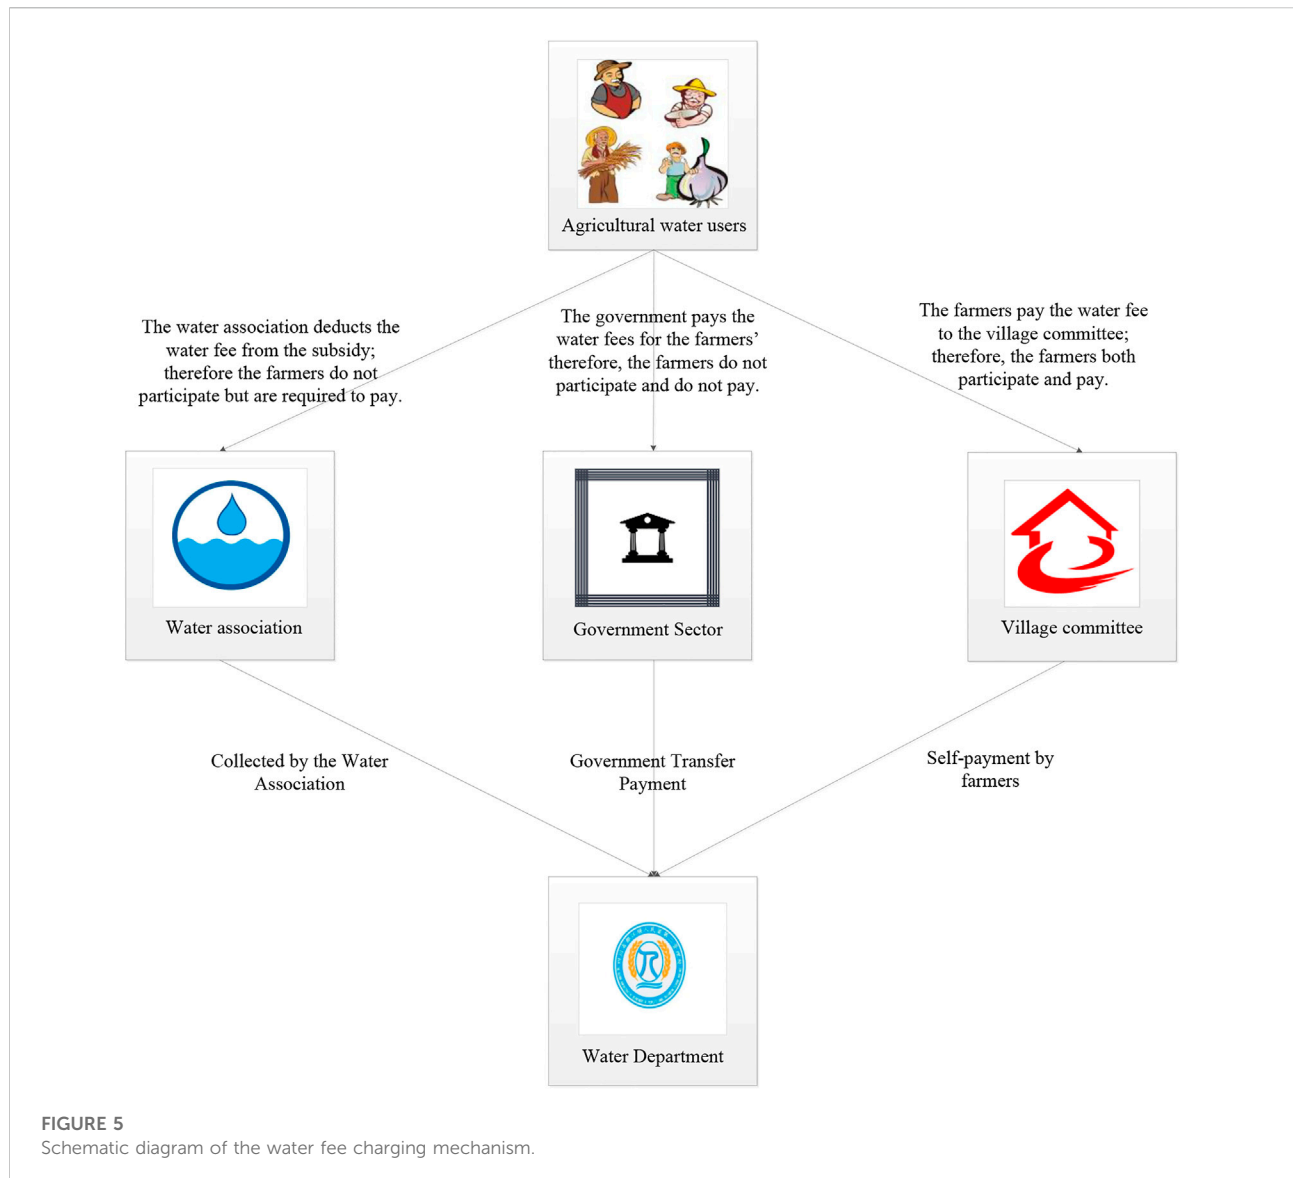 Agricultural water users
The water association deducts the
water fee from the subsidy;
therefore the farmers do not
participate but are required to pay.
The government pays the
water fees for the farmers’
therefore, the farmers do not
participate and do not pay.
The farmers pay the water fee
to the village committee;
therefore, the farmers both
participate and pay.
Water association
Government Sector
Village committee
Collected by the Water
Association
Government Transfer
Payment
Self-payment by
farmers
Water Department
FIGURE 5
Schematic diagram of the water fee charging mechanism.